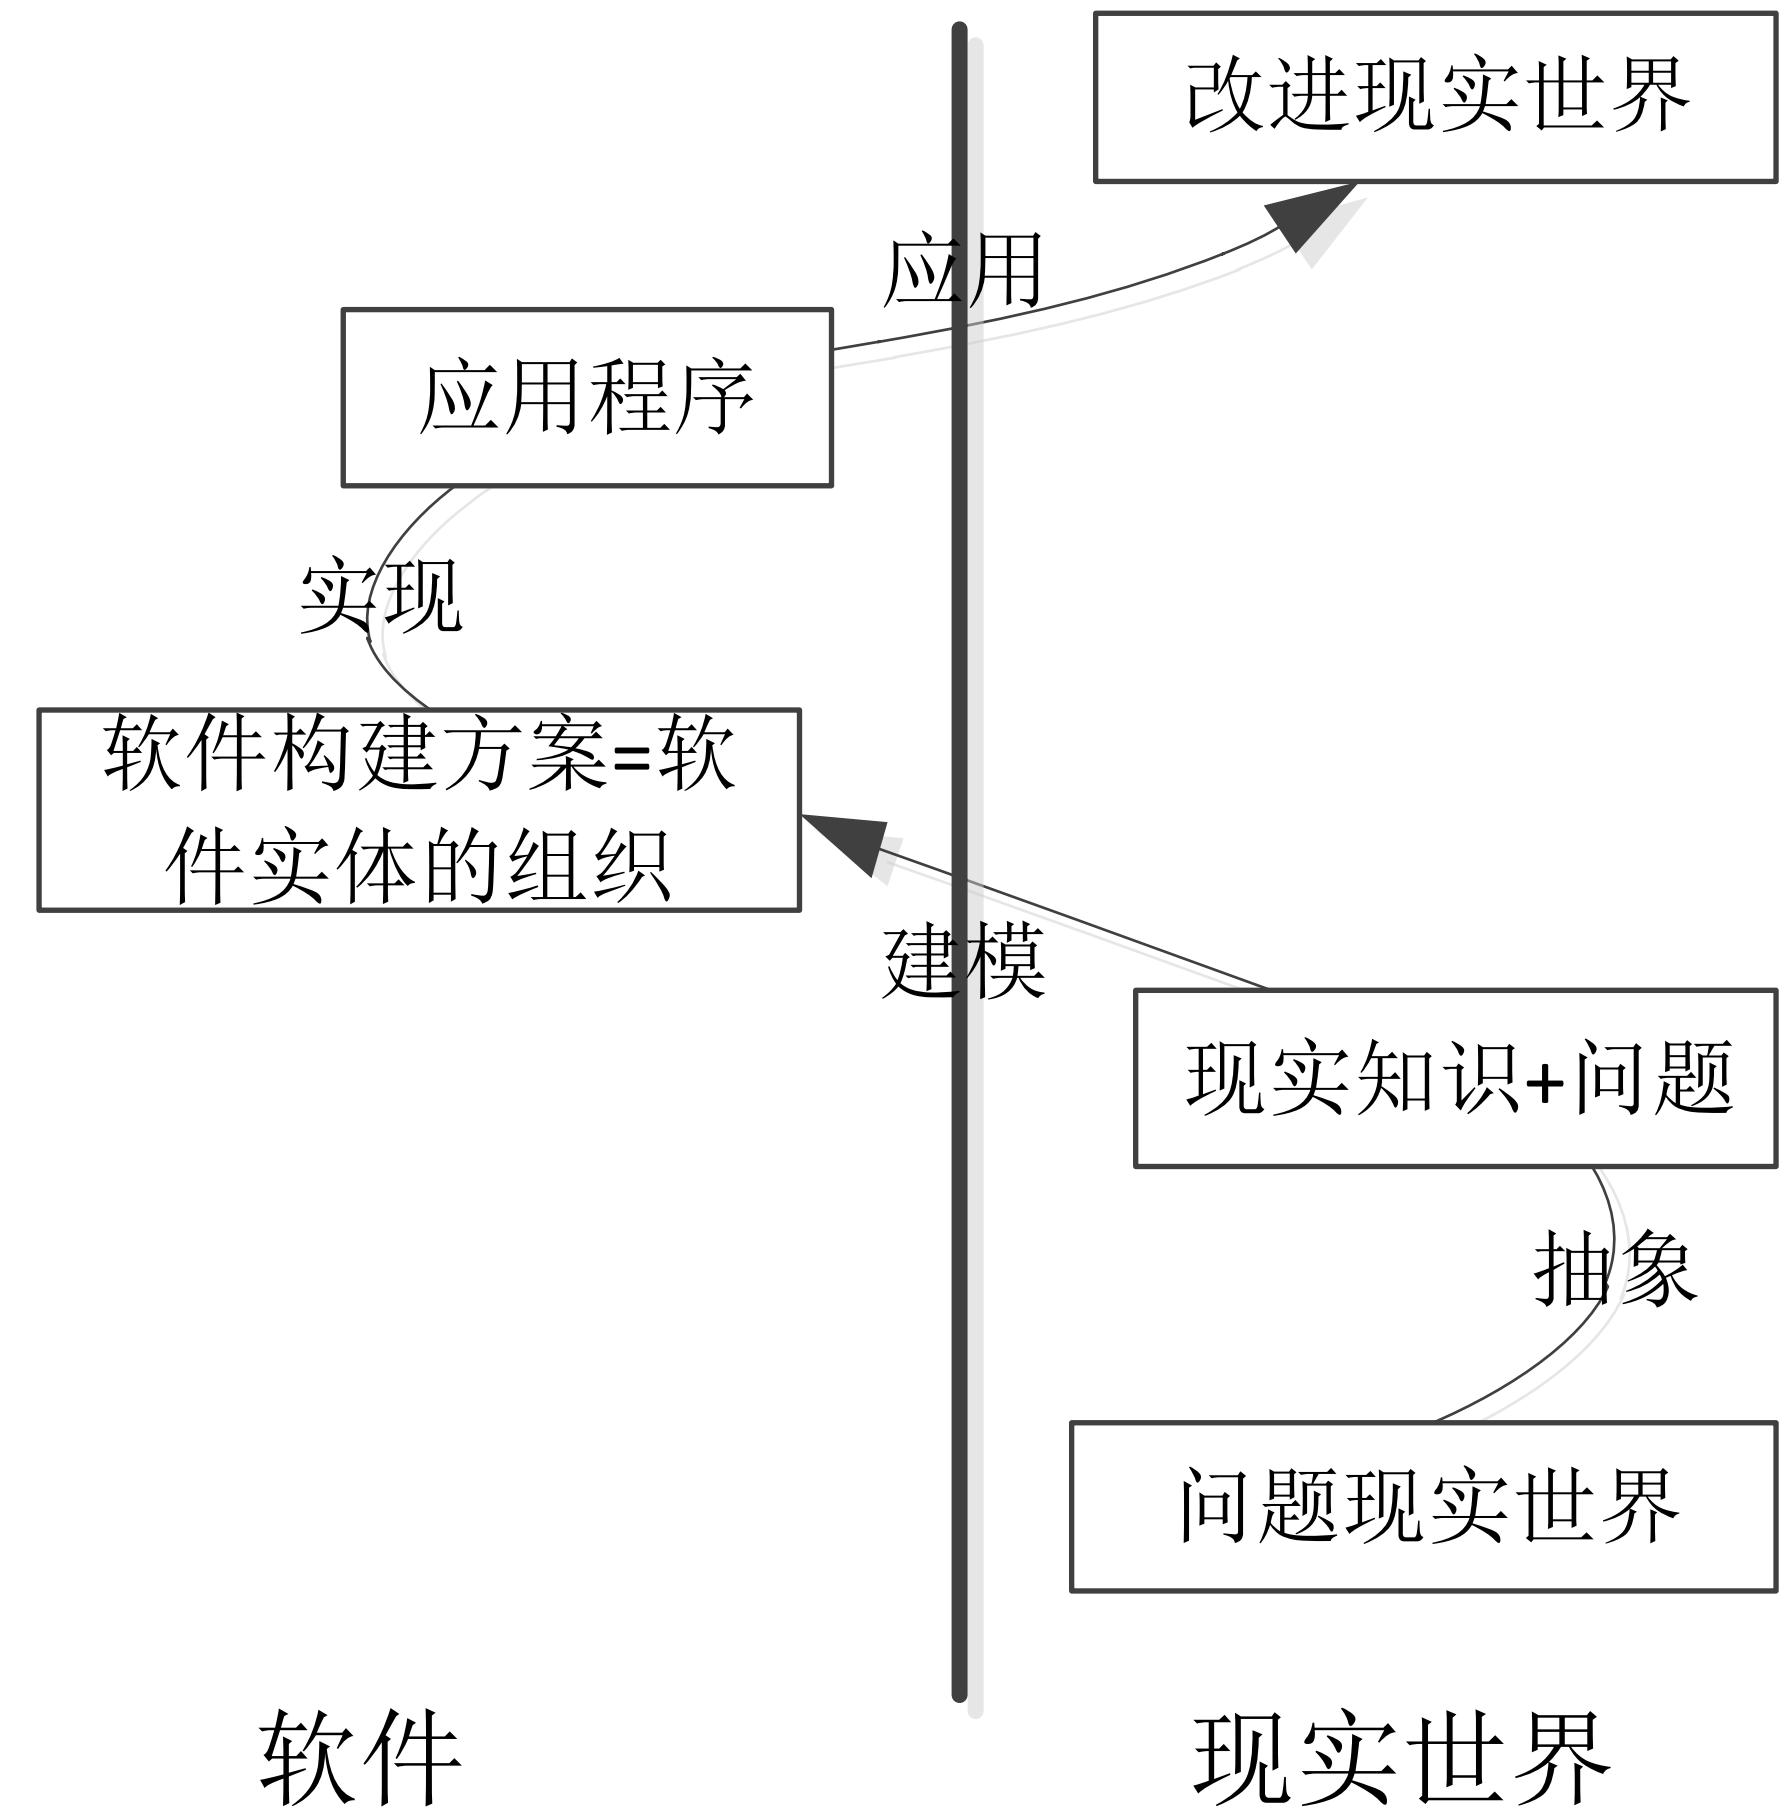 改进现实世界
应用
应用程序
实现
软件构建方案=软
件实体的组织
建模
现实知识+问题
抽象
问题现实世界
软件
现实世界